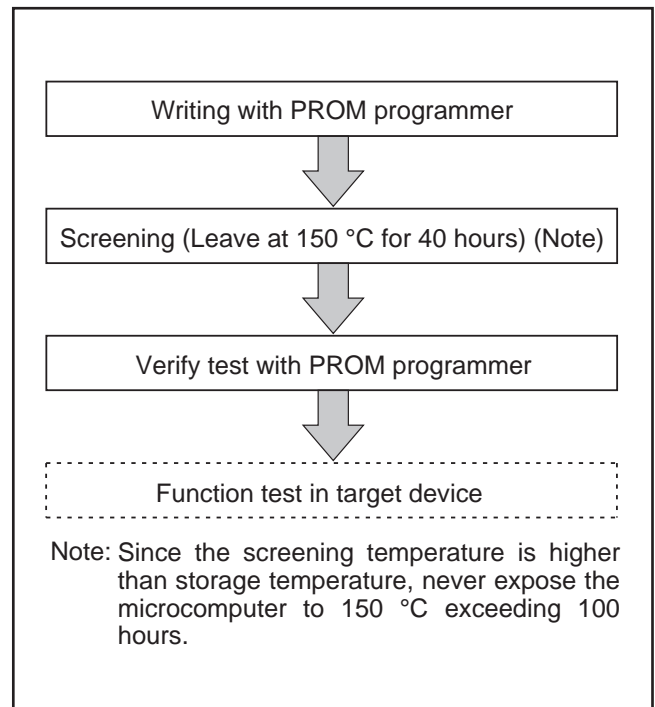 Writing with PROM programmer
Screening (Leave at 150 °C for 40 hours) (Note)
Verify test with PROM programmer
Function test in target device
Note: Since the screening temperature is higher
than storage temperature, never expose the
microcomputer to 150 °C exceeding 100
hours.